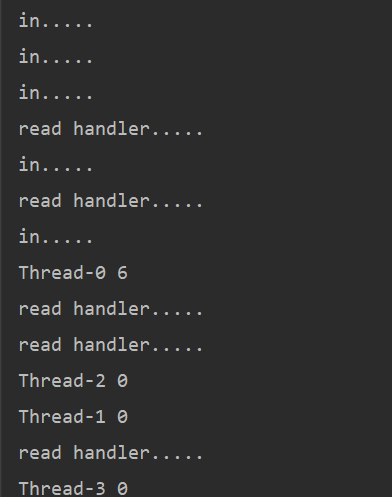 in.....
in.....
in.....
read handler.....
in.....
read handler.....
in.....
Thread-0 6
read handler.....
read handler.....
Thread-2 0
Thread-1 0
read handler.....
Thread-3 0